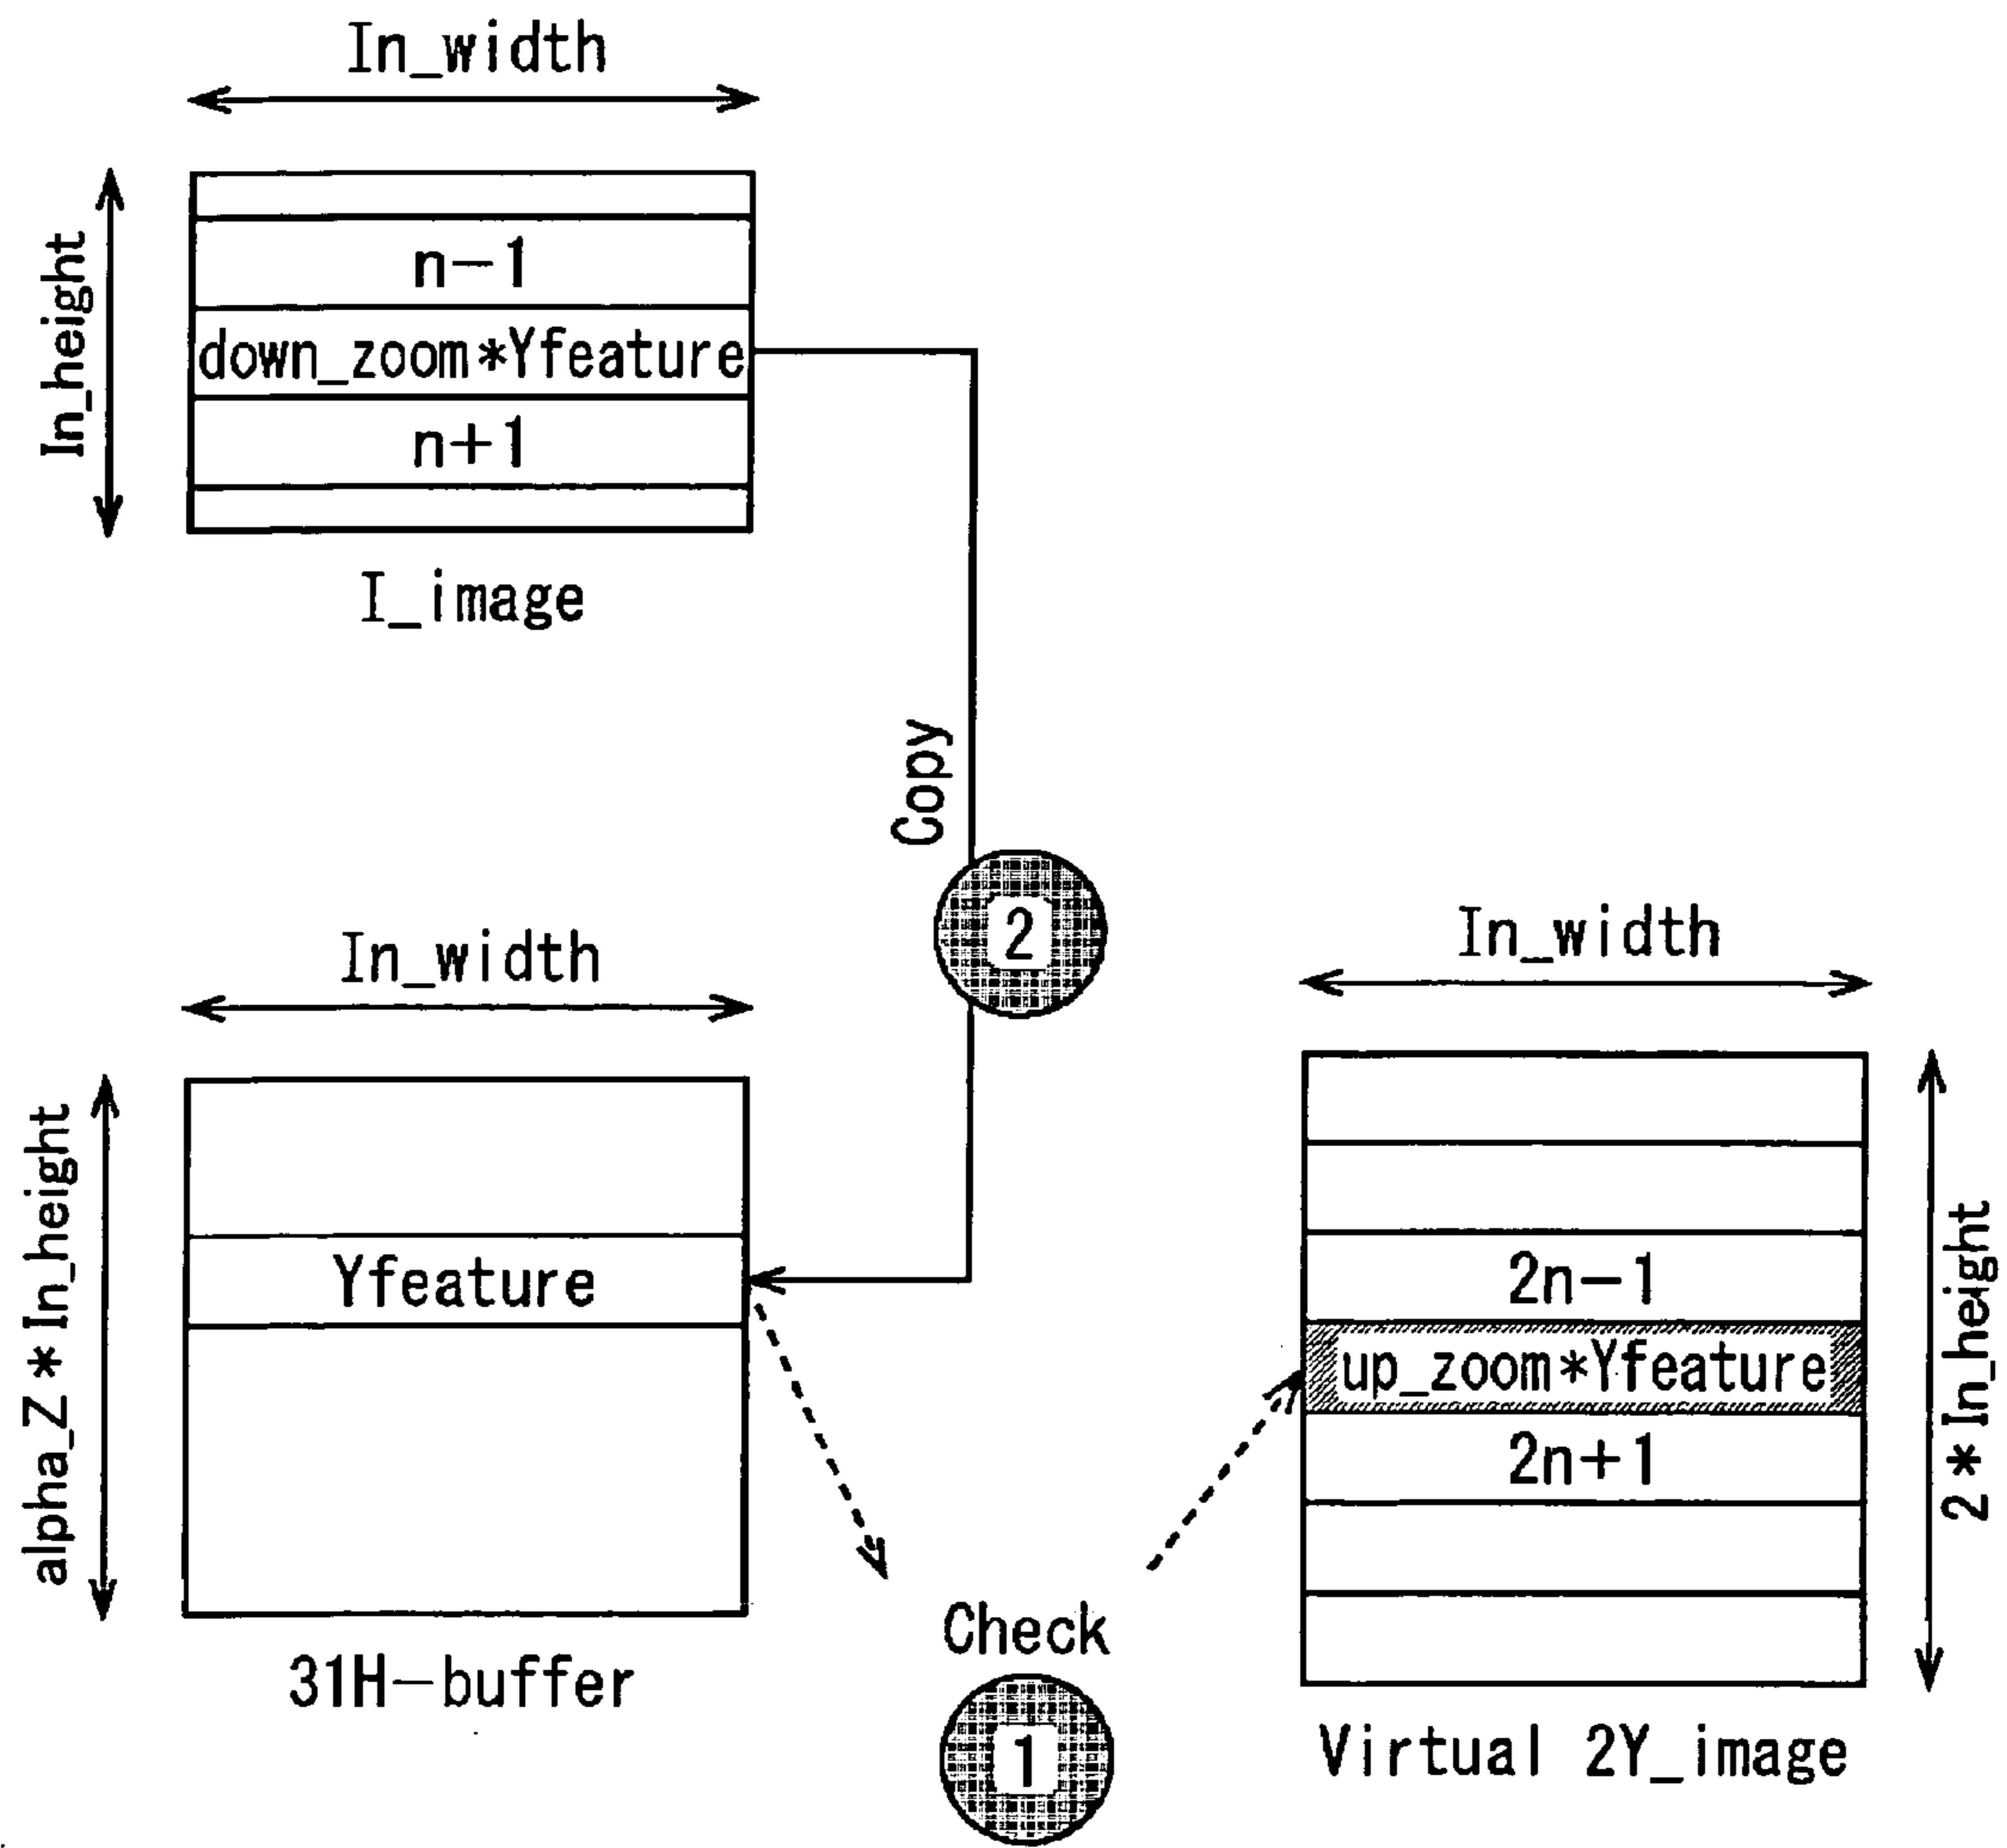 In_width
In_height
n-1
down_zoom*Yfeature
n+1
I_image
Copy
2
In_width
alpha_Z*In_height
Yfeature
31H-buffer
Check
1
In_width
2*In_height
2n-1
up_zoom*Yfeature
2n+1
Virtual 2Y_image